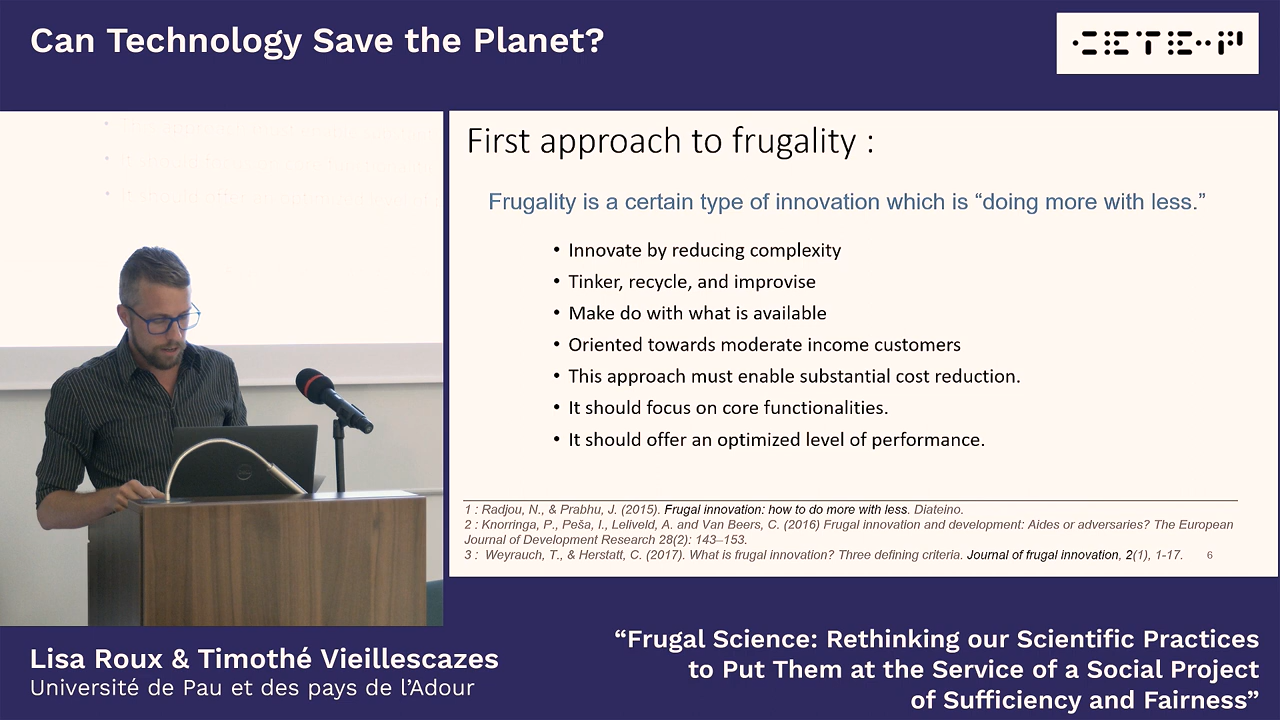 Can Technology Save the Planet?
CETE-P
First approach to frugality :
Frugality is a certain type of innovation which is “doing more with less.”
• Innovate by reducing complexity
• Tinker, recycle, and improvise
• Make do with what is available
• Oriented towards moderate income customers
• This approach must enable substantial cost reduction.
• It should focus on core functionalities.
• It should offer an optimized level of performance.
1 : Radjou, N., & Prabhu, J. (2015). Frugal innovation: how to do more with less. Diateino.
2 : Knorringa, P., Peša, I., Leliveld, A. and Van Beers, C. (2016) Frugal innovation and development: Aides or adversaries? The European
Journal of Development Research 28(2): 143–153.
3 : Weyrauch, T., & Herstatt, C. (2017). What is frugal innovation? Three defining criteria. Journal of frugal innovation, 2(1), 1-17.
6
Lisa Roux & Timothé Vieillescazes
Université de Pau et des pays de l’Adour
“Frugal Science: Rethinking our Scientific Practices
to Put Them at the Service of a Social Project
of Sufficiency and Fairness”